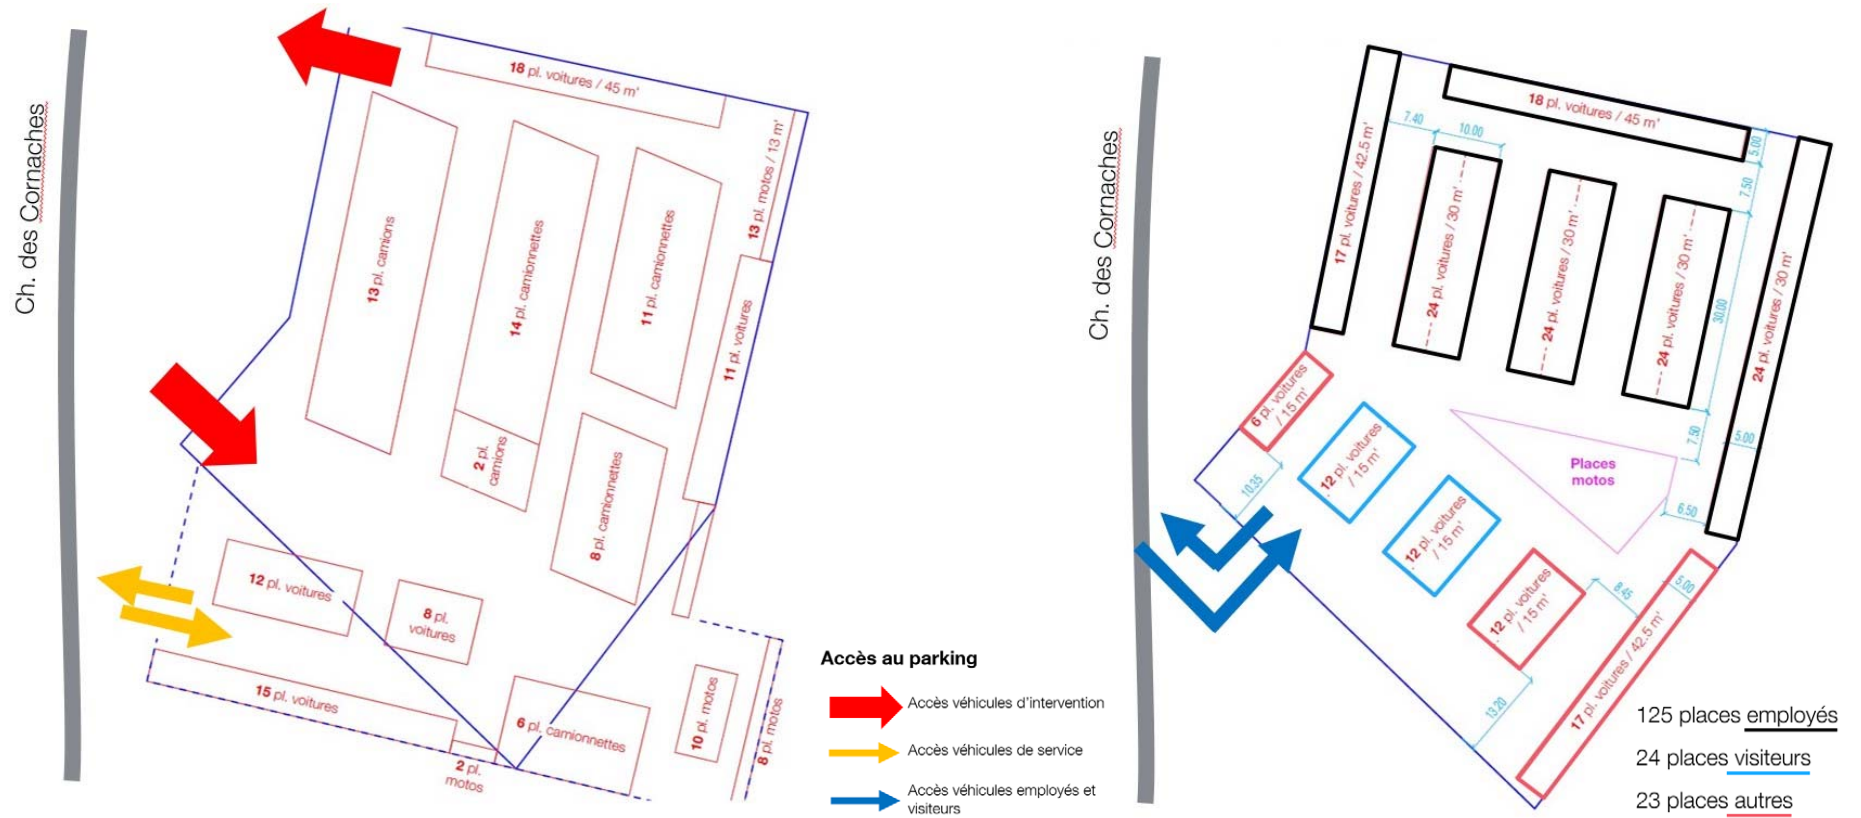 Ch. des Cornaches
18 pl. voitures / 45 m'
13 pl. camions
14 pl. camionnettes
11 pl. camionnettes
13 pl. motos / 13 m'
11 pl. voitures
2 pl.
camions
8 pl. camionnettes
12 pl. voitures
8 pl.
voitures
15 pl. voitures
2 pl.
motos
6 pl. camionnettes
10 pl. motos
8 pl. motos
Accès au parking
Accès véhicules d'intervention
Accès véhicules de service
Accès véhicules employés et
visiteurs
Ch. des Cornaches
17 pl. voitures / 42.5 m'
18 pl. voitures / 45 m'
7.40
10.00
5.00
7.50
24 pl. voitures / 30 m'
24 pl. voitures / 30 m'
24 pl. voitures / 30 m'
30.00
24 pl. voitures / 30 m'
7.50
5.00
6.50
6 pl. voitures
/ 15 m'
10.35
12 pl. voitures
/ 15 m'
12 pl. voitures
/ 15 m'
12 pl. voitures
/ 15 m'
Places
motos
8.45
5.00
13.20
17 pl. voitures / 42.5 m'
125 places employés
24 places visiteurs
23 places autres